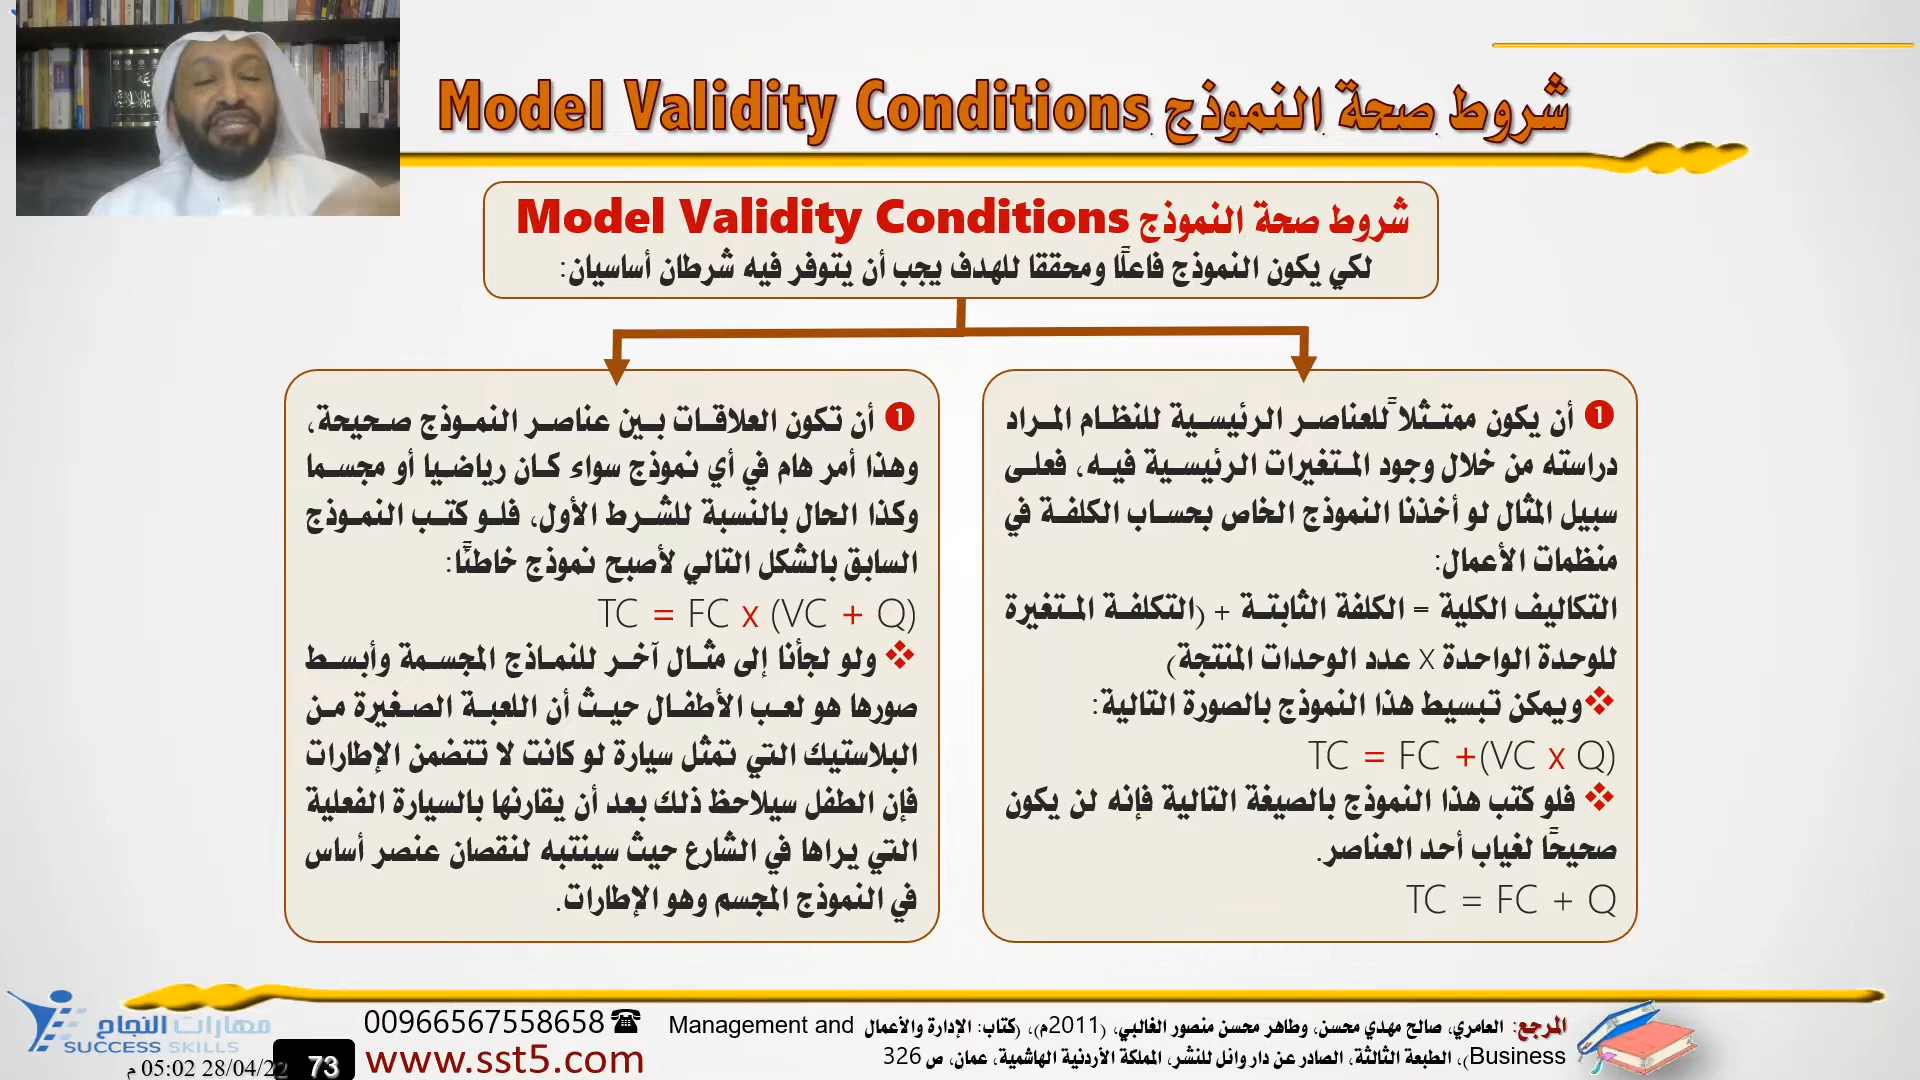 شروط صحة النموذج Model Validity Conditions
شروط صحة النموذج Model Validity Conditions
لكي يكون النموذج فاعلًا ومحققا للهدف يجب أن يتوفر فيه شرطان أساسيان:
❶ أن يكون ممتثلا ًللعناصر الرئيسية للنظام المراد
دراسته من خلال وجود المتغيرات الرئيسية فيه، فعلى
سبيل المثال لو أخذنا النموذج الخاص بحساب الكلفة في
منظمات الأعمال:
التكاليف الكلية = الكلفة الثابتة + (التكلفة المتغيرة
للوحدة الواحدة X عدد الوحدات المنتجة)
❖ ويمكن تبسيط هذا النموذج بالصورة التالية:
TC = FC +(VC x Q)
❖ فلو كتب هذا النموذج بالصيغة التالية فإنه لن يكون
صحيحًا لغياب أحد العناصر.
TC = FC + Q
❶ أن تكون العلاقات بين عناصر النموذج صحيحة،
وهذا أمر هام في أي نموذج سواء كان رياضيا أو مجسما
وكذا الحال بالنسبة للشرط الأول، فلو كتب النموذج
السابق بالشكل التالي لأصبح نموذج خاطئًا:
TC = FC x (VC + Q)
❖ ولو لجأنا إلى مثال آخر للنماذج المجسمة وأبسط
صورها هو لعب الأطفال حيث أن اللعبة الصغيرة من
البلاستيك التي تمثل سيارة لو كانت لا تتضمن الإطارات
فإن الطفل سيلاحظ ذلك بعد أن يقارنها بالسيارة الفعلية
التي يراها في الشارع حيث سينتبه لنقصان عنصر أساس
في النموذج المجسم وهو الإطارات.
المرجع: العامري، صالح مهدي محسن، وطاهر محسن منصور الغالبي، (2011م)، (كتاب: الإدارة والأعمال Management and
Business)، الطبعة الثالثة، الصادر عن دار وائل للنشر، المملكة الأردنية الهاشمية، عمان، ص 326
00966567558658
www.sst5.com
73
مهارات النجاح
SUCCESS SKILLS
05:02 28/04/22 م